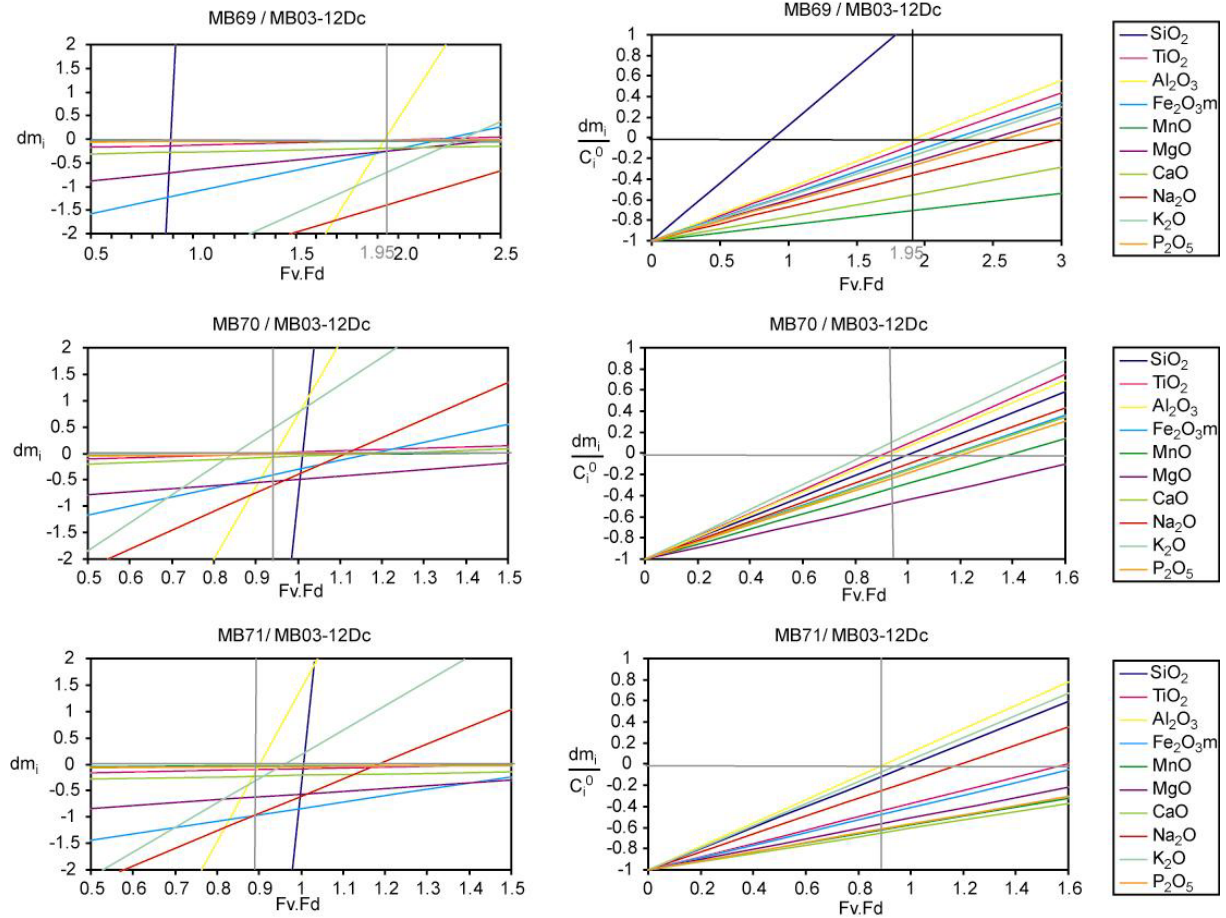 MB69 / MB03-12Dc
2
1.5
1
0.5
0
-0.5
-1
-1.5
-2
dmᵢ
0.5
1.0
1.5
1.95
2.0
2.5
Fv.Fd
MB69 / MB03-12Dc
1
0.8
0.6
0.4
0.2
0
-0.2
-0.4
-0.6
-0.8
-1
dmᵢ
Cᵢ⁰
0
0.5
1
1.5
1.95
2
2.5
3
Fv.Fd
SiO₂
TiO₂
Al₂O₃
Fe₂O₃m
MnO
MgO
CaO
Na₂O
K₂O
P₂O₅
MB70 / MB03-12Dc
2
1.5
1
0.5
0
-0.5
-1
-1.5
-2
dmᵢ
0.5
0.6
0.7
0.8
0.9
1.0
1.1
1.2
1.3
1.4
1.5
Fv.Fd
MB70 / MB03-12Dc
1
0.8
0.6
0.4
0.2
0
-0.2
-0.4
-0.6
-0.8
-1
dmᵢ
Cᵢ⁰
0
0.2
0.4
0.6
0.8
1
1.2
1.4
1.6
Fv.Fd
SiO₂
TiO₂
Al₂O₃
Fe₂O₃m
MnO
MgO
CaO
Na₂O
K₂O
P₂O₅
MB71/ MB03-12Dc
2
1.5
1
0.5
0
-0.5
-1
-1.5
-2
dmᵢ
0.5
0.6
0.7
0.8
0.9
1.0
1.1
1.2
1.3
1.4
1.5
Fv.Fd
MB71/ MB03-12Dc
1
0.8
0.6
0.4
0.2
0
-0.2
-0.4
-0.6
-0.8
-1
dmᵢ
Cᵢ⁰
0
0.2
0.4
0.6
0.8
1
1.2
1.4
1.6
Fv.Fd
SiO₂
TiO₂
Al₂O₃
Fe₂O₃m
MnO
MgO
CaO
Na₂O
K₂O
P₂O₅